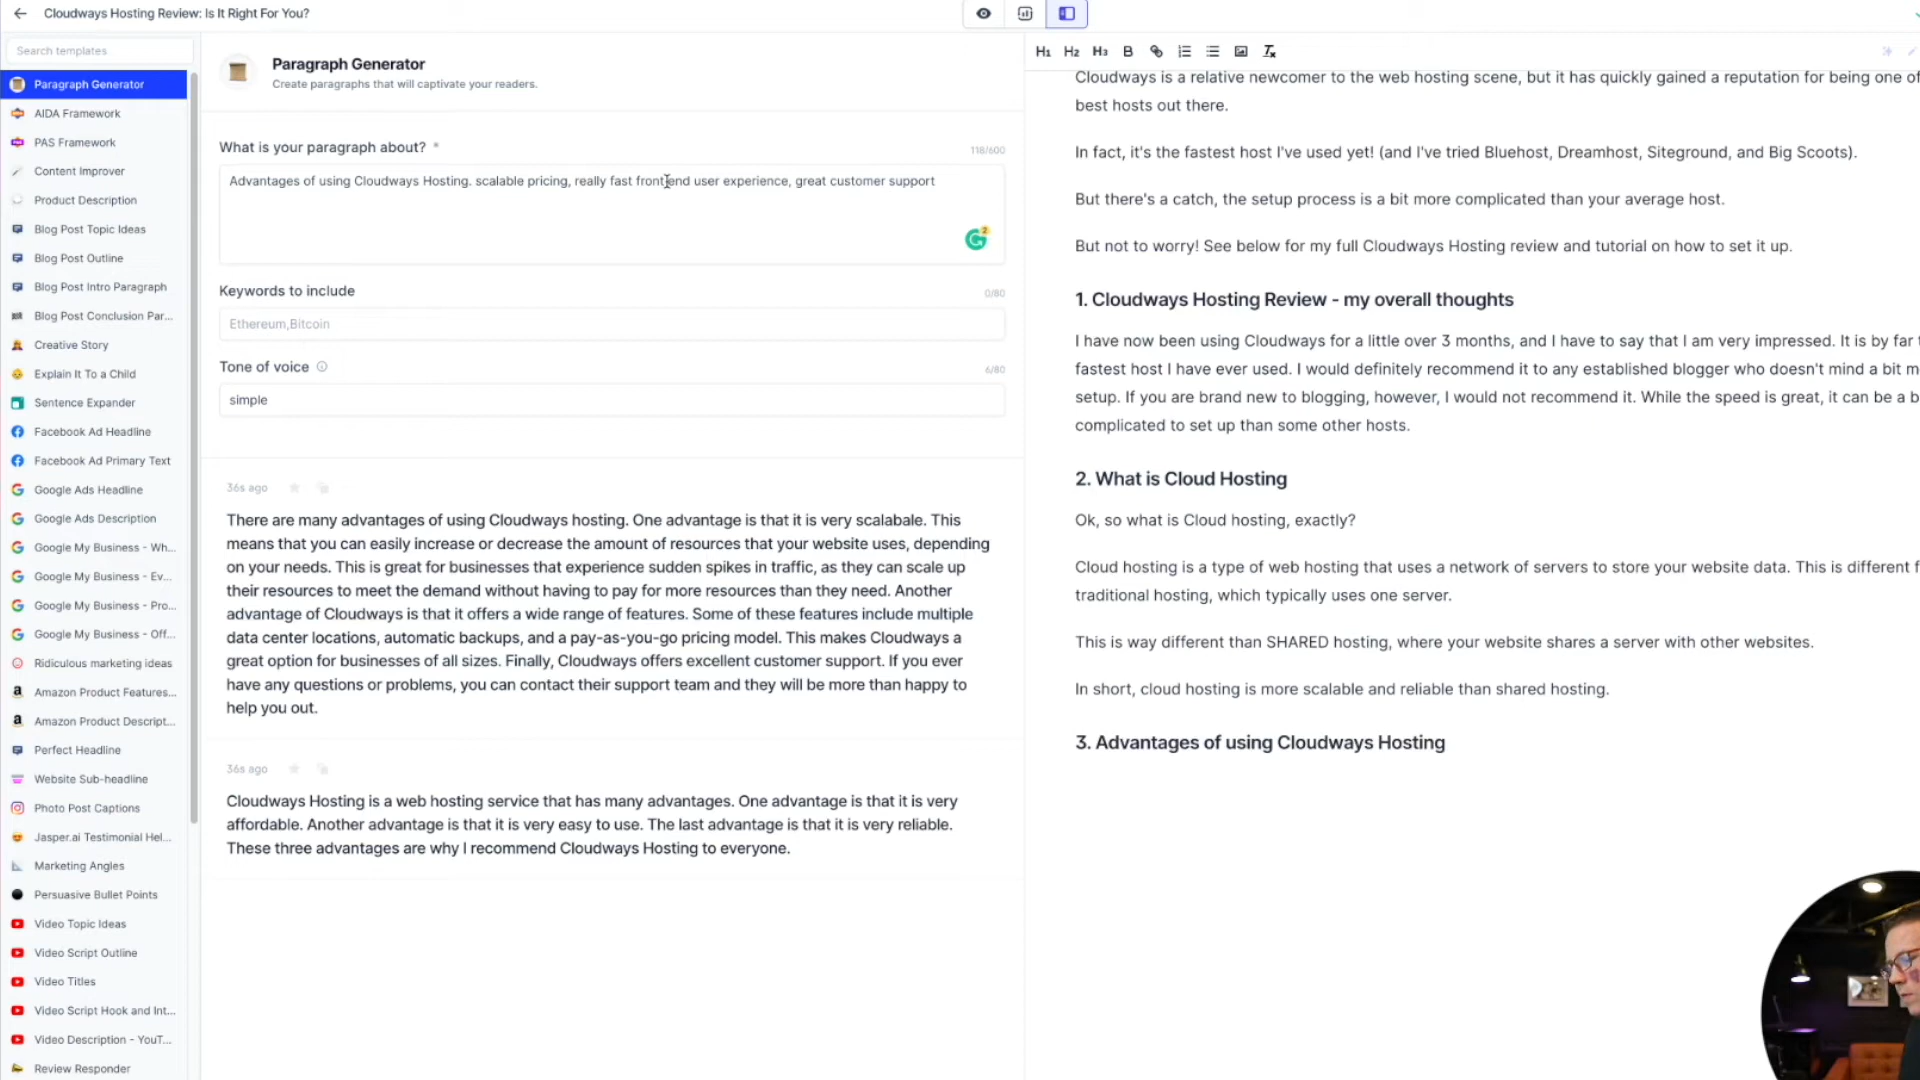 Cloudways Hosting Review: Is It Right For You?
Search templates
Paragraph Generator
AIDA Framework
PAS Framework
Content Improver
Product Description
Blog Post Topic Ideas
Blog Post Outline
Blog Post Intro Paragraph
Blog Post Conclusion Par...
Creative Story
Explain It To a Child
Sentence Expander
Facebook Ad Headline
Facebook Ad Primary Text
Google Ads Headline
Google Ads Description
Google My Business - Wh...
Google My Business - Ev...
Google My Business - Pro...
Google My Business - Off...
Ridiculous marketing ideas
Amazon Product Features...
Amazon Product Descript...
Perfect Headline
Website Sub-headline
Photo Post Captions
Jasper.ai Testimonial Hel...
Marketing Angles
Persuasive Bullet Points
Video Topic Ideas
Video Script Outline
Video Titles
Video Script Hook and Int...
Video Description - YouT...
Review Responder
Paragraph Generator
Create paragraphs that will captivate your readers.
What is your paragraph about? *
118/600
Advantages of using Cloudways Hosting. scalable pricing, really fast frontend user experience, great customer support
2
Keywords to include
0/80
Ethereum,Bitcoin
Tone of voice
6/80
simple
36s ago
There are many advantages of using Cloudways hosting. One advantage is that it is very scalabale. This
means that you can easily increase or decrease the amount of resources that your website uses, depending
on your needs. This is great for businesses that experience sudden spikes in traffic, as they can scale up
their resources to meet the demand without having to pay for more resources than they need. Another
advantage of Cloudways is that it offers a wide range of features. Some of these features include multiple
data center locations, automatic backups, and a pay-as-you-go pricing model. This makes Cloudways a
great option for businesses of all sizes. Finally, Cloudways offers excellent customer support. If you ever
have any questions or problems, you can contact their support team and they will be more than happy to
help you out.
36s ago
Cloudways Hosting is a web hosting service that has many advantages. One advantage is that it is very
affordable. Another advantage is that it is very easy to use. The last advantage is that it is very reliable.
These three advantages are why I recommend Cloudways Hosting to everyone.
H1 H2 H3 B
Cloudways is a relative newcomer to the web hosting scene, but it has quickly gained a reputation for being one of
best hosts out there.
In fact, it's the fastest host I've used yet! (and I've tried Bluehost, Dreamhost, Siteground, and Big Scoots).
But there's a catch, the setup process is a bit more complicated than your average host.
But not to worry! See below for my full Cloudways Hosting review and tutorial on how to set it up.
1. Cloudways Hosting Review - my overall thoughts
I have now been using Cloudways for a little over 3 months, and I have to say that I am very impressed. It is by far
fastest host I have ever used. I would definitely recommend it to any established blogger who doesn't mind a bit
setup. If you are brand new to blogging, however, I would not recommend it. While the speed is great, it can be a
complicated to set up than some other hosts.
2. What is Cloud Hosting
Ok, so what is Cloud hosting, exactly?
Cloud hosting is a type of web hosting that uses a network of servers to store your website data. This is different
traditional hosting, which typically uses one server.
This is way different than SHARED hosting, where your website shares a server with other websites.
In short, cloud hosting is more scalable and reliable than shared hosting.
3. Advantages of using Cloudways Hosting